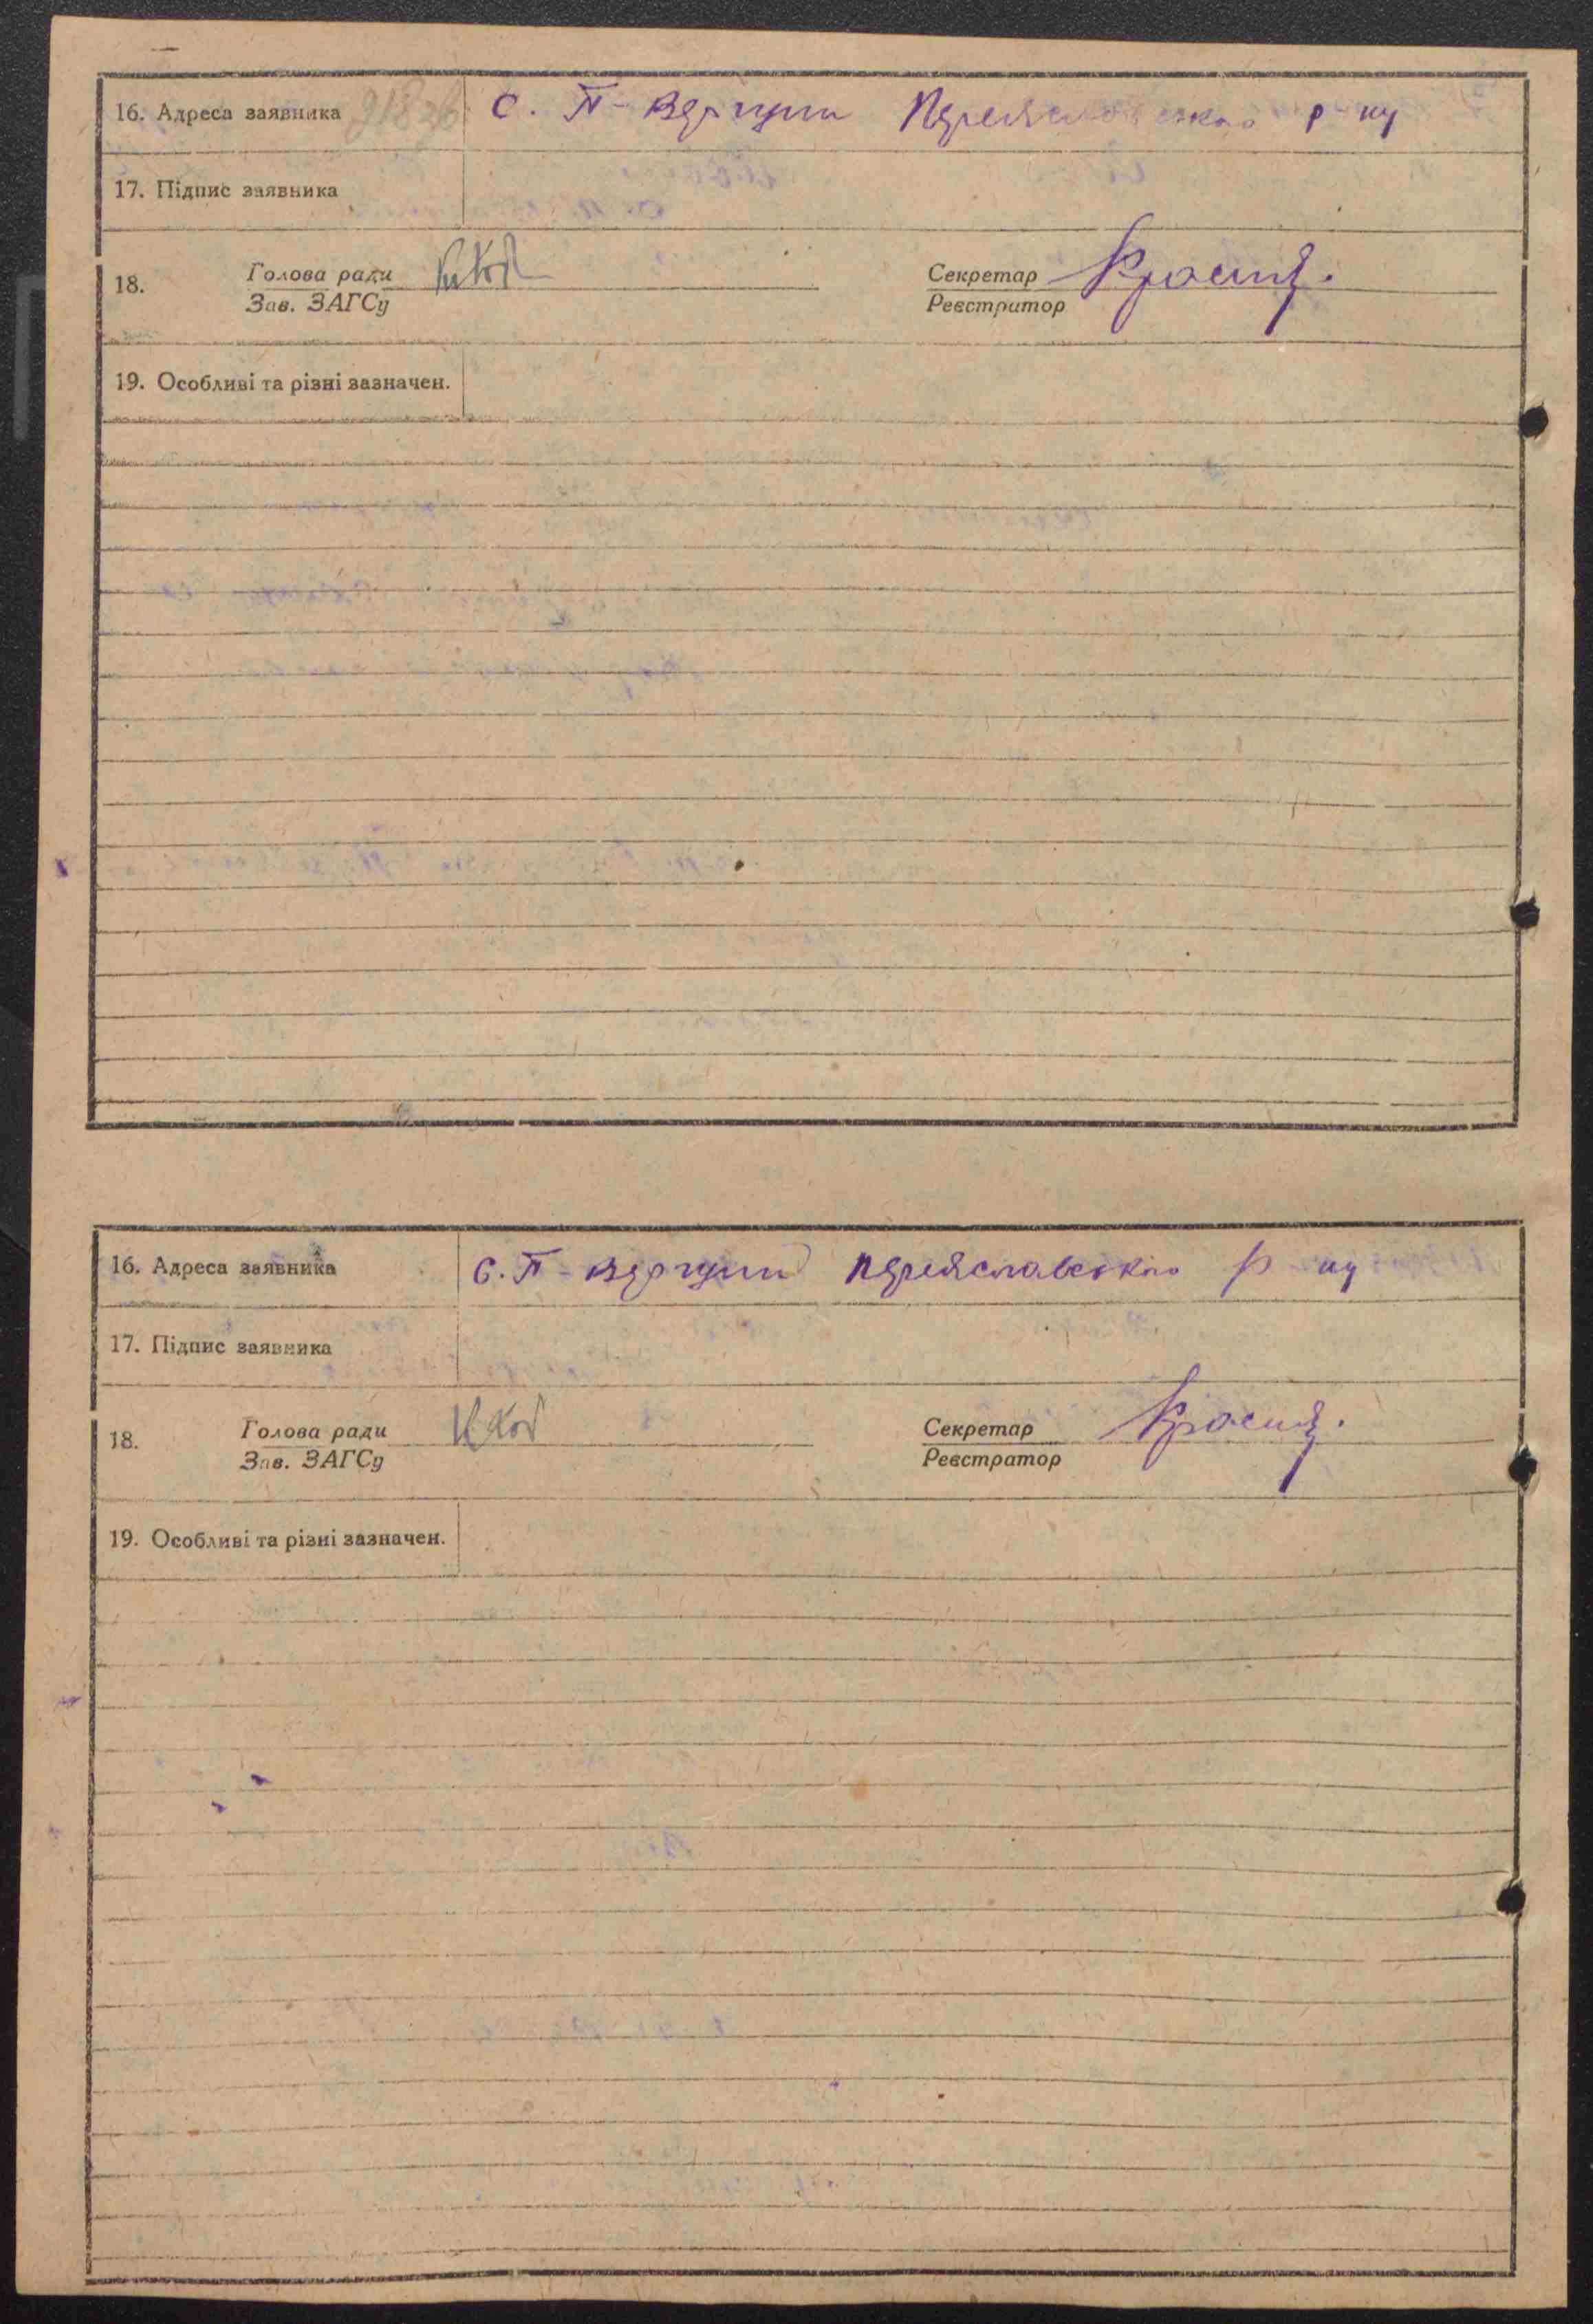 16. Адреса заявника С. П-Вергуни Переяславського р-ну
17. Підпис заявника
18. Голова ради Секретар
Зав. ЗАГСу Реєстратор
19. Особливі та різні зазначен.
16. Адреса заявника С. П-Вергуни Переяславського р-ну
17. Підпис заявника
18. Голова ради Секретар
Зав. ЗАГСу Реєстратор
19. Особливі та різні зазначен.